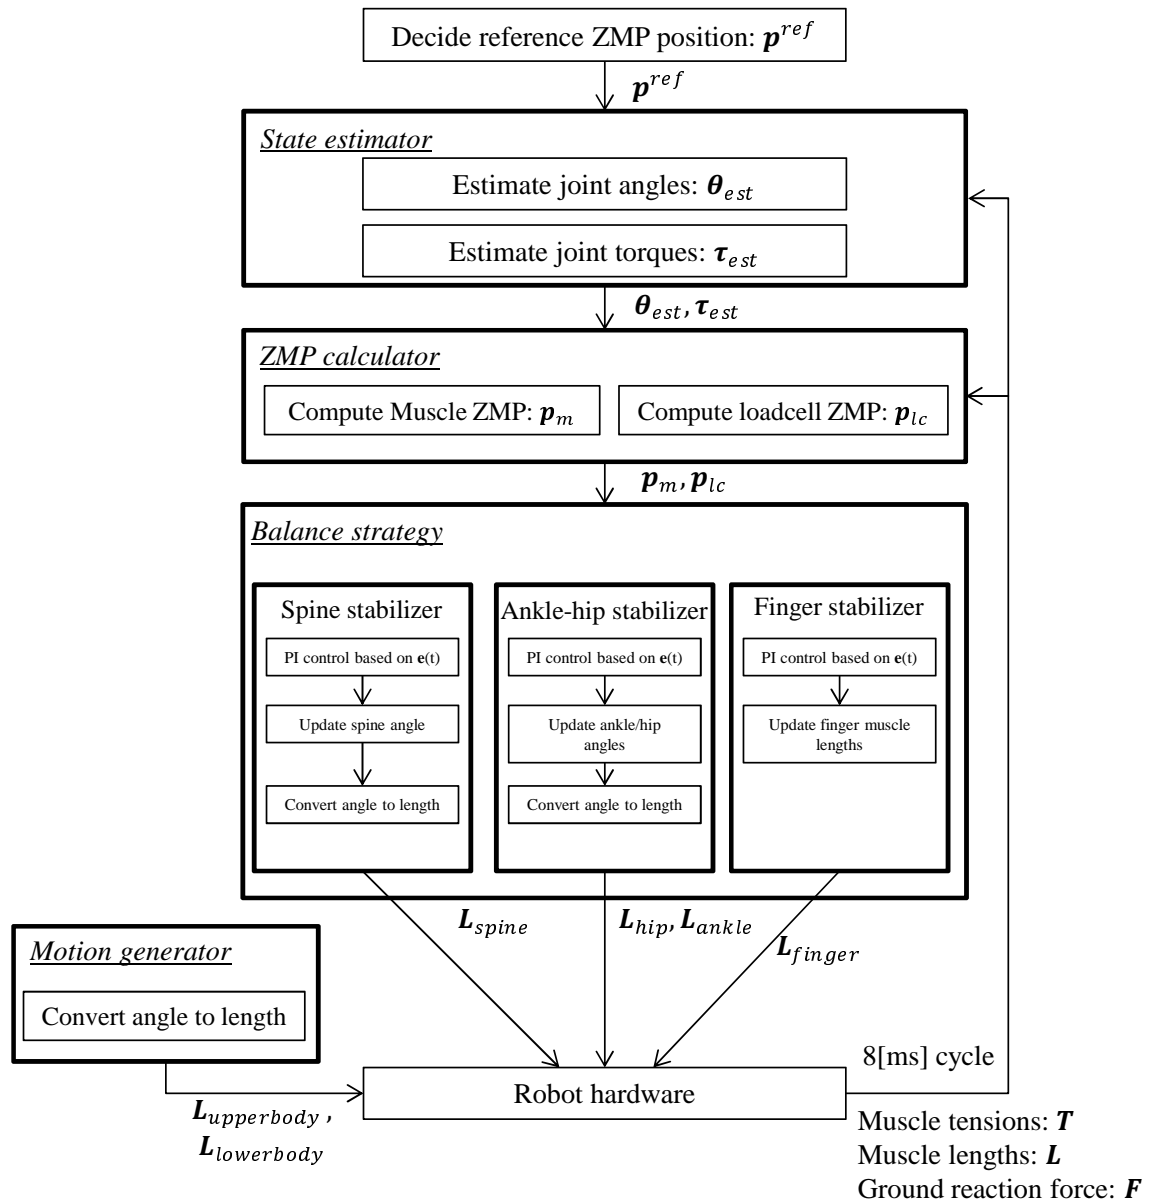 Decide reference ZMP position: p^ref
p^ref
State estimator
Estimate joint angles: θ_est
Estimate joint torques: τ_est
θ_est, τ_est
ZMP calculator
Compute Muscle ZMP: p_m
Compute loadcell ZMP: p_lc
p_m, p_lc
Balance strategy
Spine stabilizer
PI control based on e(t)
Update spine angle
Convert angle to length
Ankle-hip stabilizer
PI control based on e(t)
Update ankle/hip
angles
Convert angle to length
Finger stabilizer
PI control based on e(t)
Update finger muscle
lengths
L_spine
L_hip, L_ankle
L_finger
Motion generator
Convert angle to length
L_upperbody ,
L_lowerbody
Robot hardware
8[ms] cycle
Muscle tensions: T
Muscle lengths: L
Ground reaction force: F